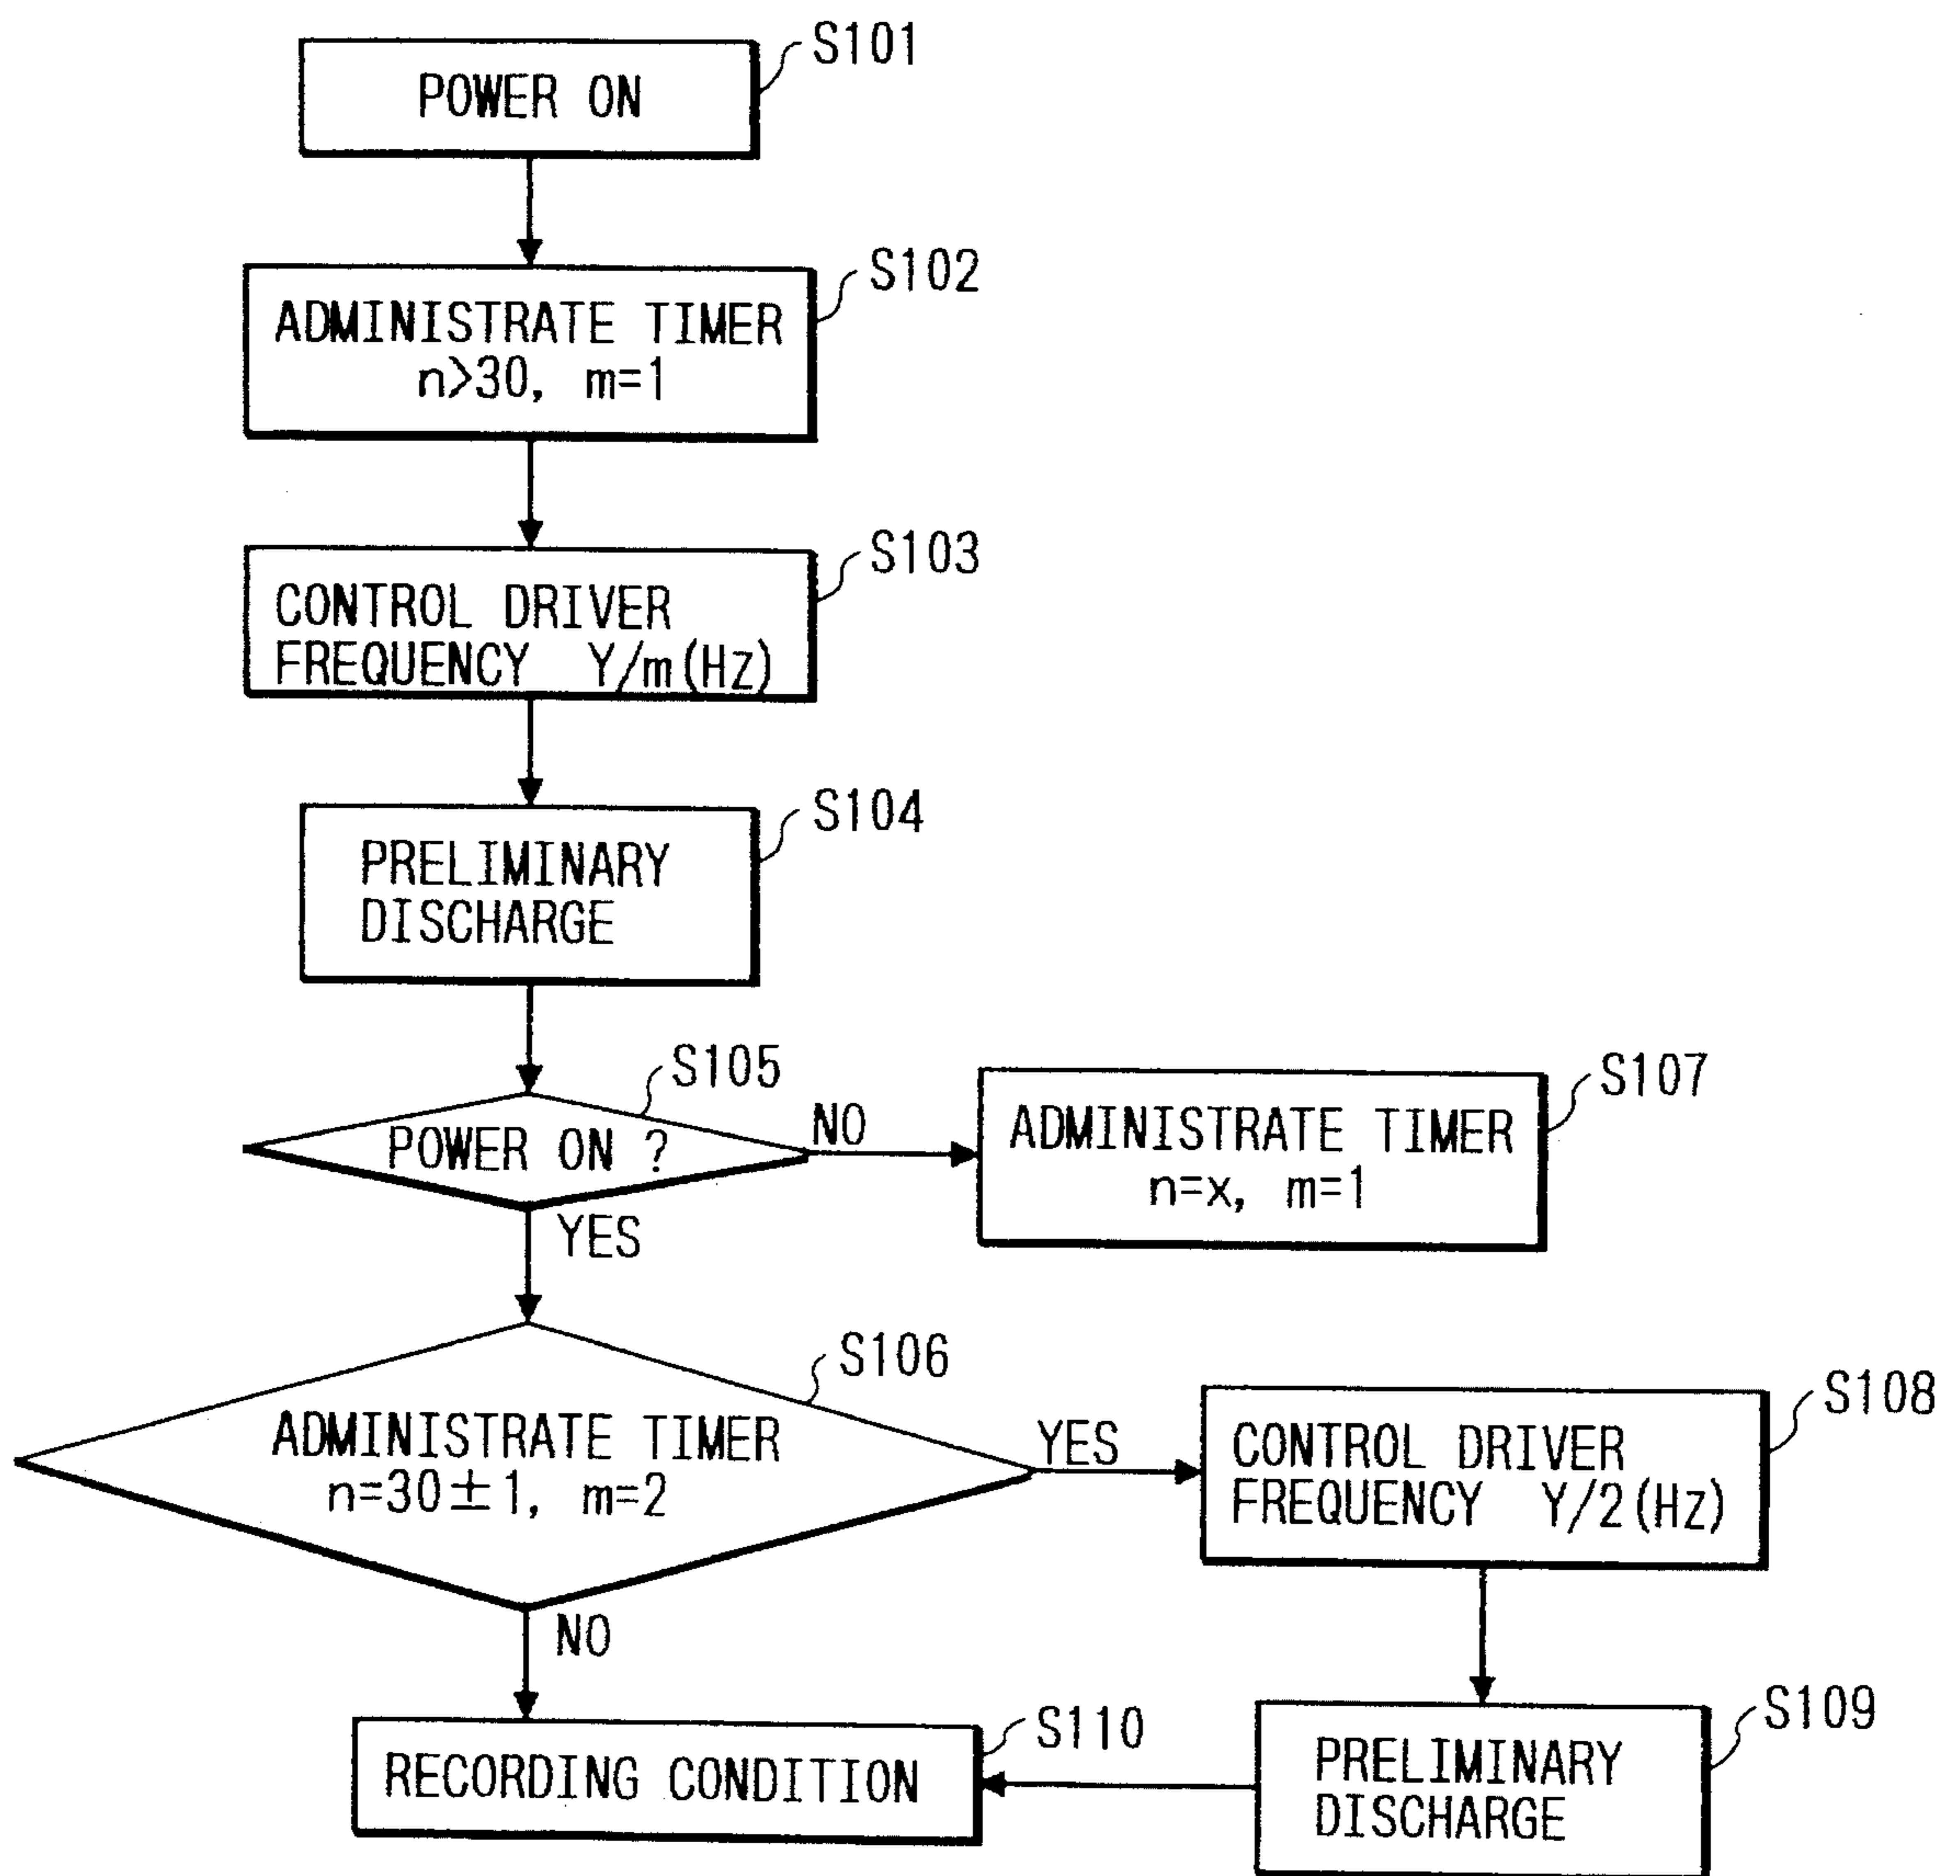 S101
POWER ON
S102
ADMINISTRATE TIMER
n>30, m=1
S103
CONTROL DRIVER
FREQUENCY Y/m(Hz)
S104
PRELIMINARY
DISCHARGE
S105
POWER ON ?
NO
YES
S107
ADMINISTRATE TIMER
n=x, m=1
S106
ADMINISTRATE TIMER
n=30±1, m=2
YES
NO
S108
CONTROL DRIVER
FREQUENCY Y/2(Hz)
S109
PRELIMINARY
DISCHARGE
S110
RECORDING CONDITION